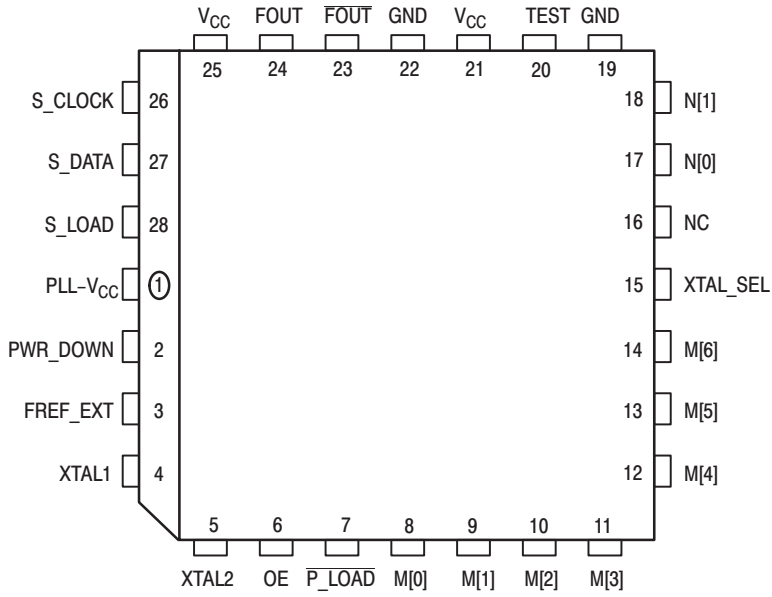 VCC FOUT FOUT GND VCC TEST GND
25 24 23 22 21 20 19
S_CLOCK 26 18 N[1]
S_DATA 27 17 N[0]
S_LOAD 28 16 NC
PLL–VCC 1 15 XTAL_SEL
PWR_DOWN 2 14 M[6]
FREF_EXT 3 13 M[5]
XTAL1 4 12 M[4]
5 6 7 8 9 10 11
XTAL2 OE P_LOAD M[0] M[1] M[2] M[3]